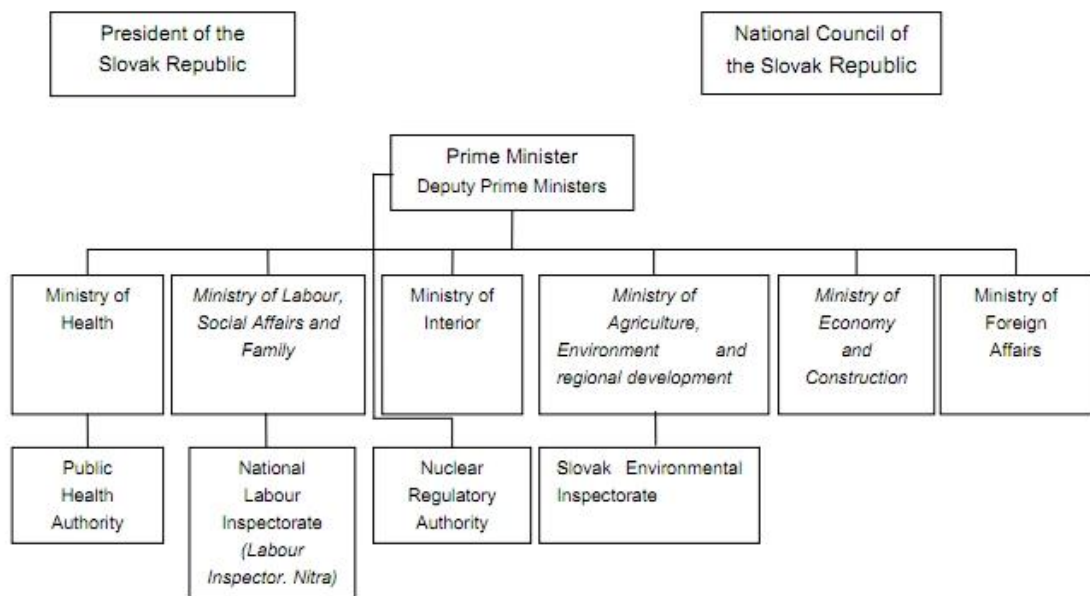 President of the
Slovak Republic
National Council of
the Slovak Republic
Prime Minister
Deputy Prime Ministers
Ministry of
Health
Ministry of Labour,
Social Affairs and
Family
Ministry of
Interior
Ministry of
Agriculture,
Environment and
regional development
Ministry of
Economy
and
Construction
Ministry of
Foreign
Affairs
Public
Health
Authority
National
Labour
Inspectorate
(Labour
Inspector. Nitra)
Nuclear
Regulatory
Authority
Slovak Environmental
Inspectorate